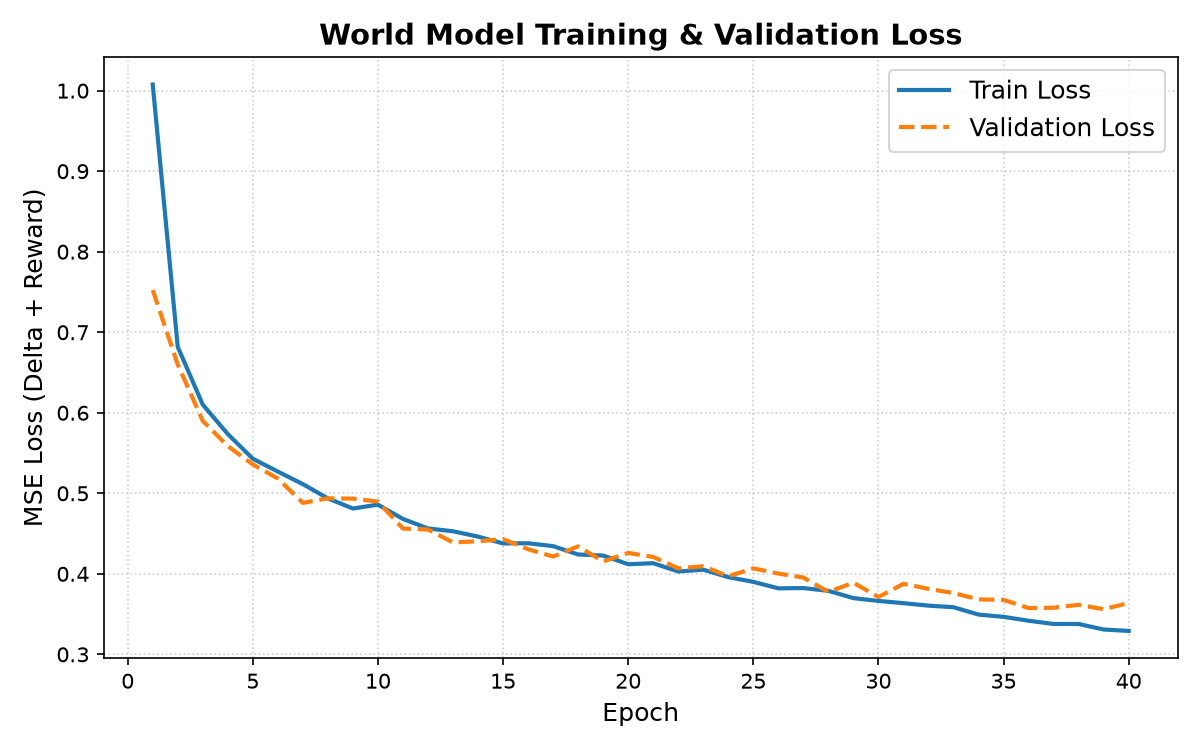 World Model Training & Validation Loss
Train Loss
Validation Loss
MSE Loss (Delta + Reward)
1.0
0.9
0.8
0.7
0.6
0.5
0.4
0.3
0 5 10 15 20 25 30 35 40
Epoch